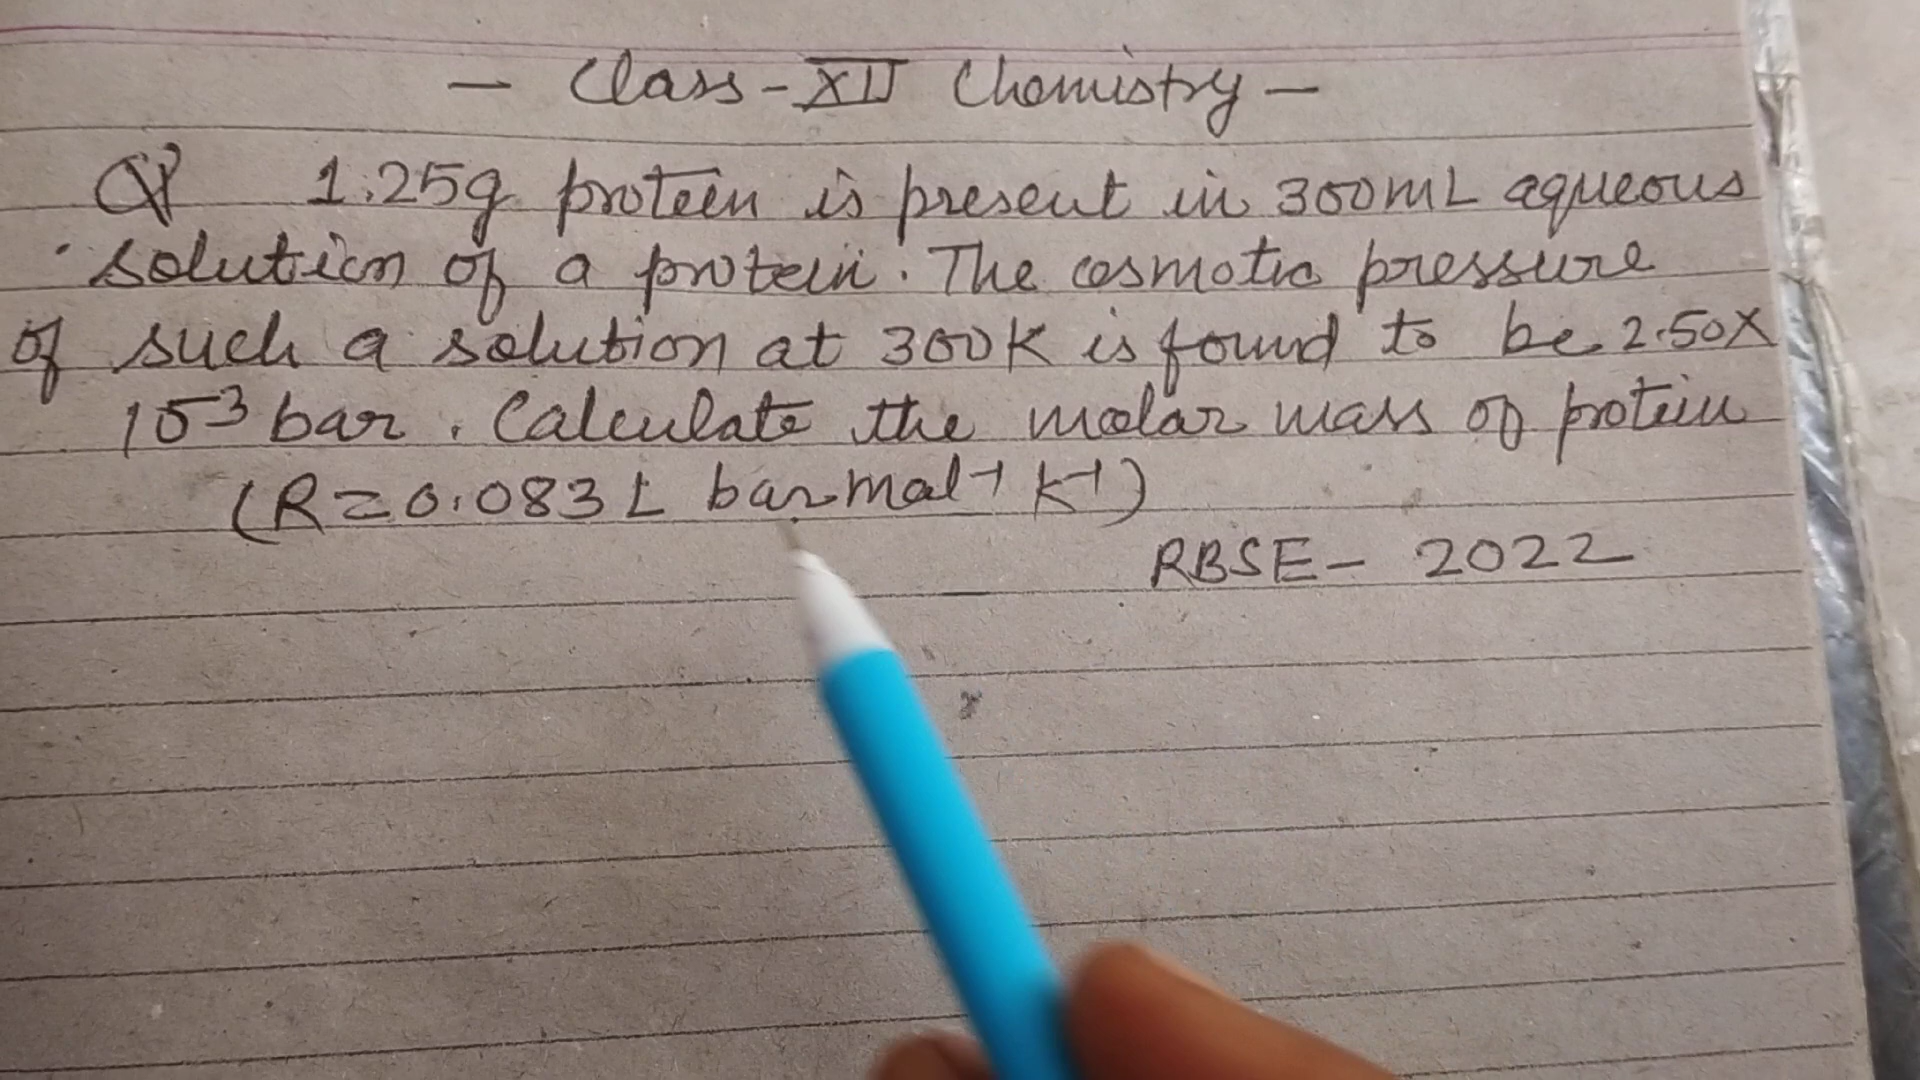 - Class-XII Chemistry -
Q 1.25g protein is present in 300mL aqueous
solution of a protein. The osmotic pressure
of such a solution at 300K is found to be 2.50X
10⁻³ bar. Calculate the molar mass of protein
(R=0.083 L bar mol⁻¹ K⁻¹)
RBSE- 2022